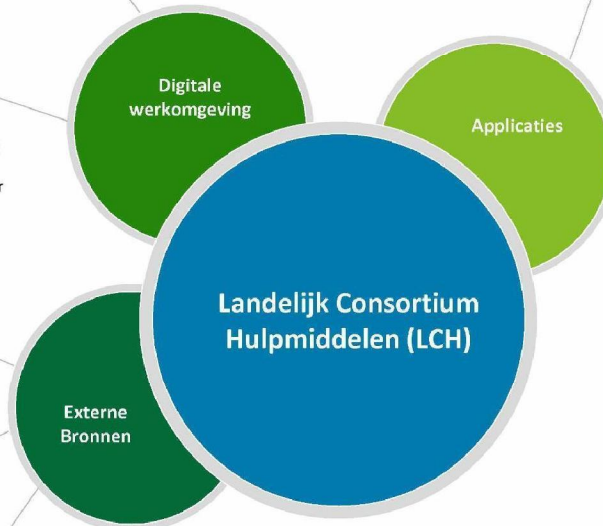 Digitale
werkomgeving
Applicaties
Landelijk Consortium
Hulpmiddelen (LCH)
Externe
Bronnen